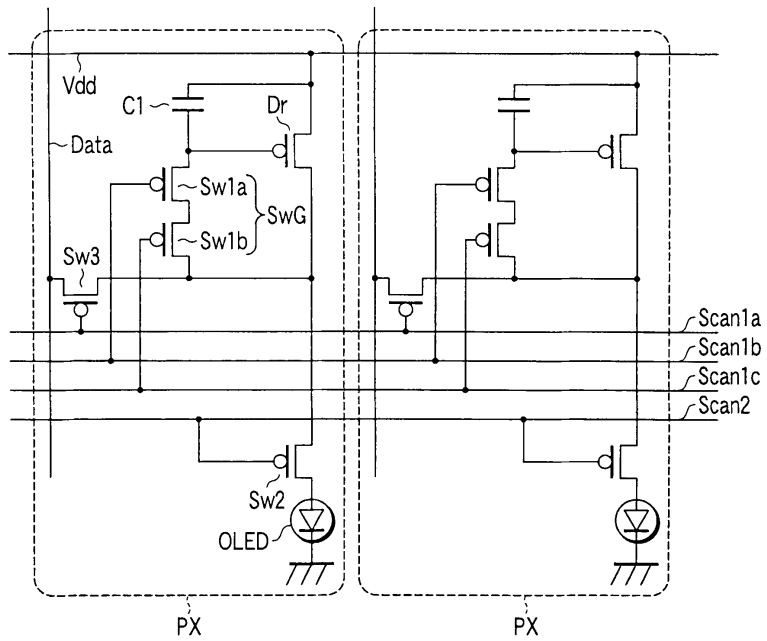 Vdd
C1
Dr
Data
Sw1a
SwG
Sw1b
Sw3
Scan1a
Scan1b
Scan1c
Scan2
Sw2
OLED
PX
PX